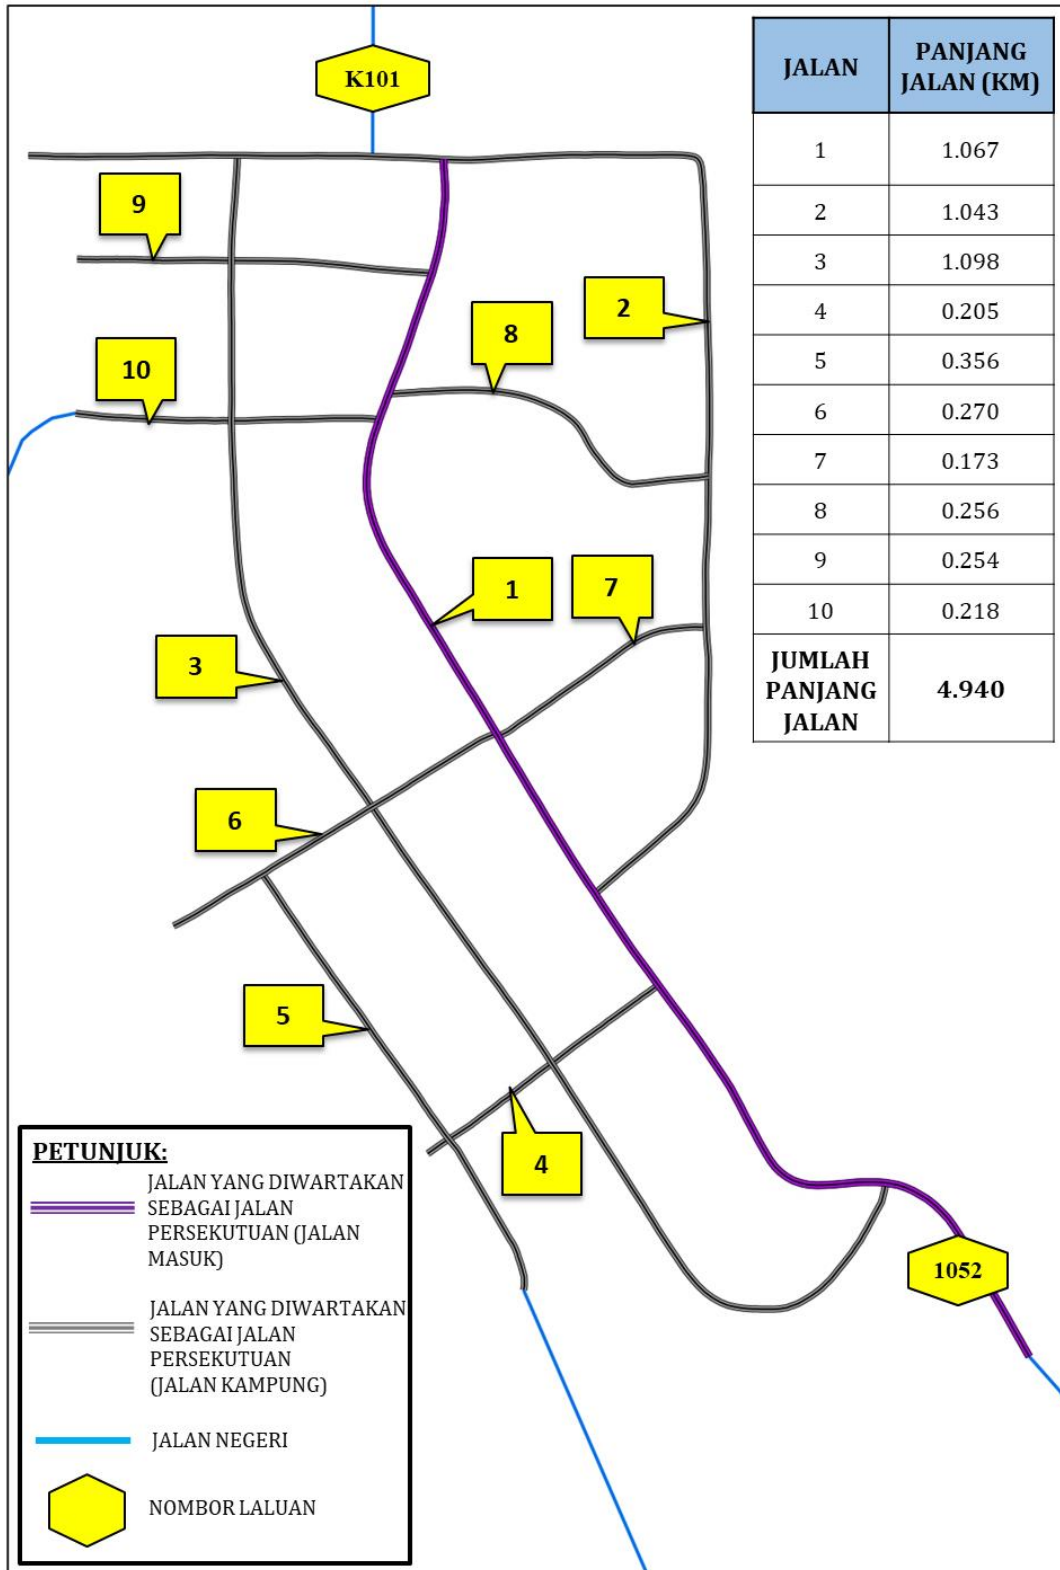 K101
JALAN
PANJANG
JALAN (KM)
1
1.067
2
1.043
3
1.098
4
0.205
5
0.356
6
0.270
7
0.173
8
0.256
9
0.254
10
0.218
JUMLAH
PANJANG
JALAN
4.940
9
2
8
10
1
7
3
6
5
4
1052
PETUNJUK:
JALAN YANG DIWARTAKAN
SEBAGAI JALAN
PERSEKUTUAN (JALAN
MASUK)
JALAN YANG DIWARTAKAN
SEBAGAI JALAN
PERSEKUTUAN
(JALAN KAMPUNG)
JALAN NEGERI
NOMBOR LALUAN